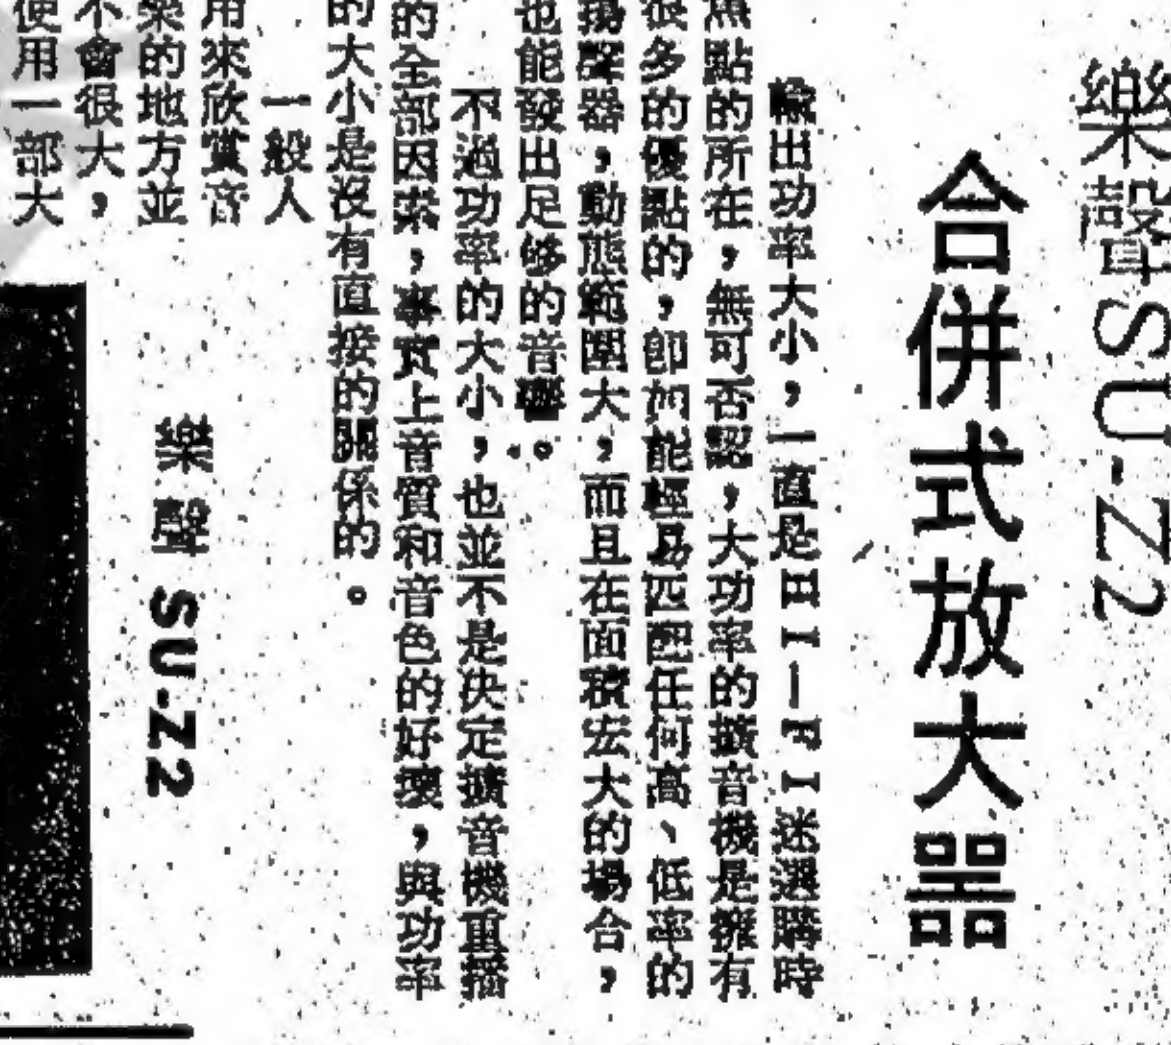 樂聲SU-Z2
合併式放大器
輸出功率大小，一直是HI—FI迷選購時
焦點的所在，無可否認，大功率的擴音機是擁有
很多的優點的，即如能輕易匹配任何高、低率的
揚聲器，動態範圍大，而且在面積宏大的場合，
也能發出足够的音響。
不過功率的大小，也並不是決定擴音機重播
的全部因素，事實上音質和音色的好壞，與功率
的大小是沒有直接的關係的。
一般人
用來欣賞音
樂的地方並
不會很大，
使用一部大
樂聲 SU-Z2